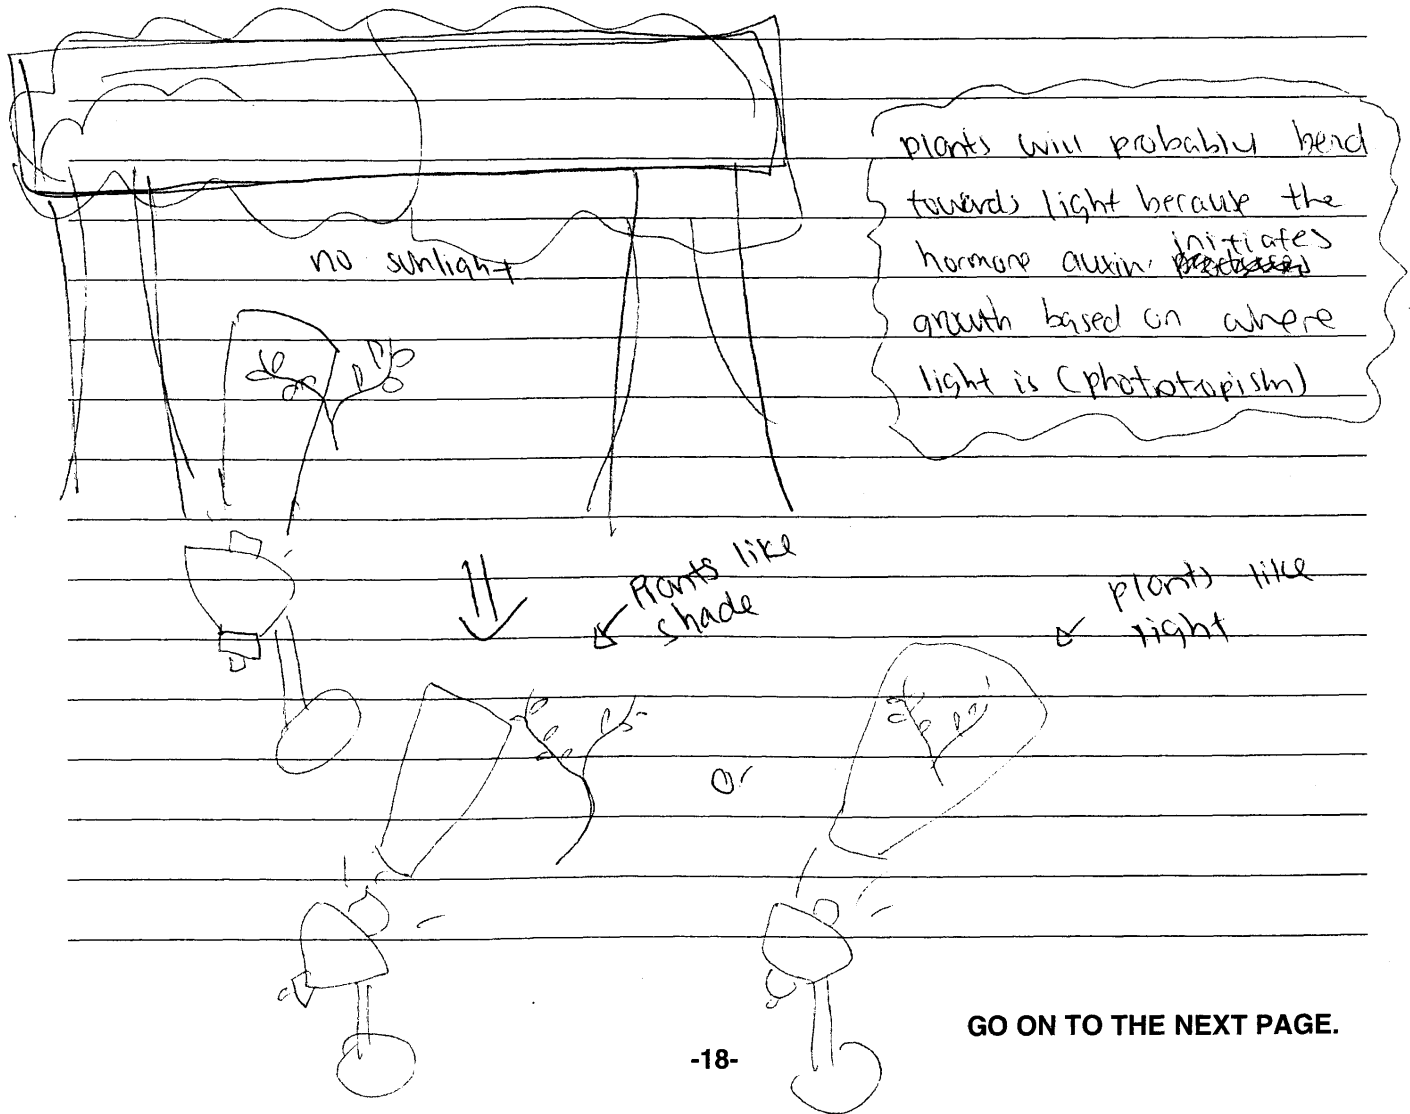 plants will probably bend
towards light because the
hormone auxin initiates
growth based on where
light is (phototropism)
no sunlight
Plants like
shade
plants like
light
or
GO ON TO THE NEXT PAGE.
-18-